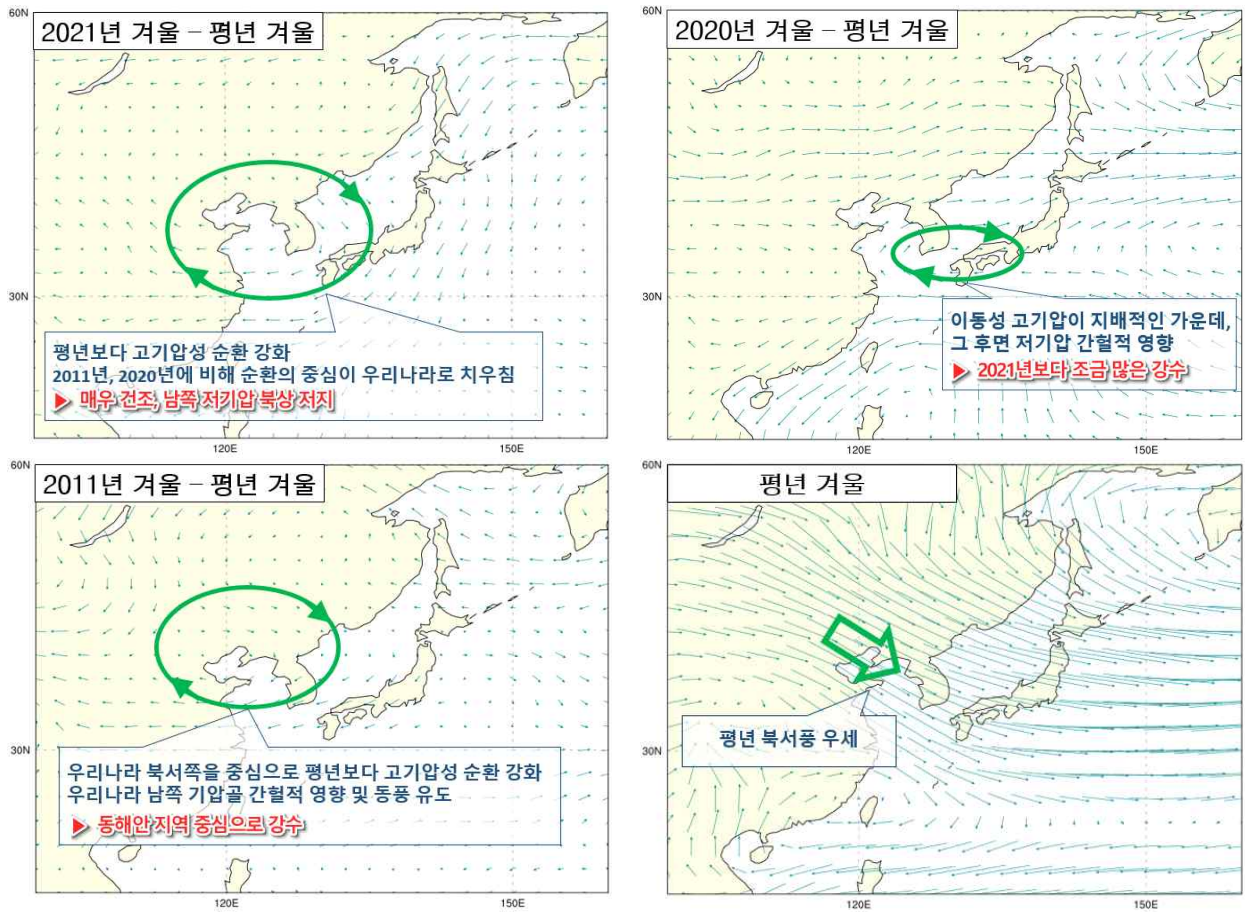 60N
2021년 겨울 – 평년 겨울
30N
평년보다 고기압성 순환 강화
2011년, 2020년에 비해 순환의 중심이 우리나라로 치우침
▶ 매우 건조, 남쪽 저기압 북상 저지
120E
150E
60N
2020년 겨울 – 평년 겨울
30N
이동성 고기압이 지배적인 가운데,
그 후면 저기압 간헐적 영향
▶ 2021년보다 조금 많은 강수
120E
150E
60N
2011년 겨울 – 평년 겨울
30N
우리나라 북서쪽을 중심으로 평년보다 고기압성 순환 강화
우리나라 남쪽 기압골 간헐적 영향 및 동풍 유도
▶ 동해안 지역 중심으로 강수
120E
150E
60N
평년 겨울
평년 북서풍 우세
30N
120E
150E